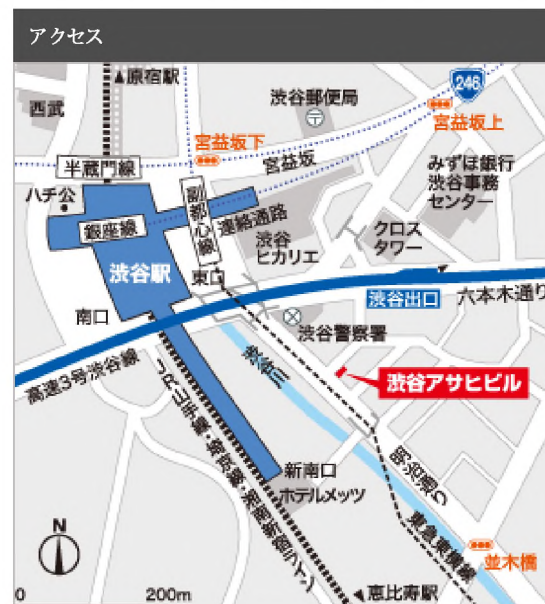 アクセス
原宿駅
西武
渋谷郵便局
246
宮益坂下
宮益坂上
宮益坂
半蔵門線
みずほ銀行
渋谷事務
センター
ハチ公
副都心線
連絡通路
銀座線
渋谷
ヒカリエ
クロス
タワー
渋谷駅
東口
渋谷出口
六本木通り
南口
渋谷警察署
高速3号渋谷線
渋谷川
渋谷アサヒビル
JR山手線・埼京線・湘南新宿ライン
明治通り
新南口
ホテルメッツ
東急東横線
並木橋
N
0
200m
恵比寿駅